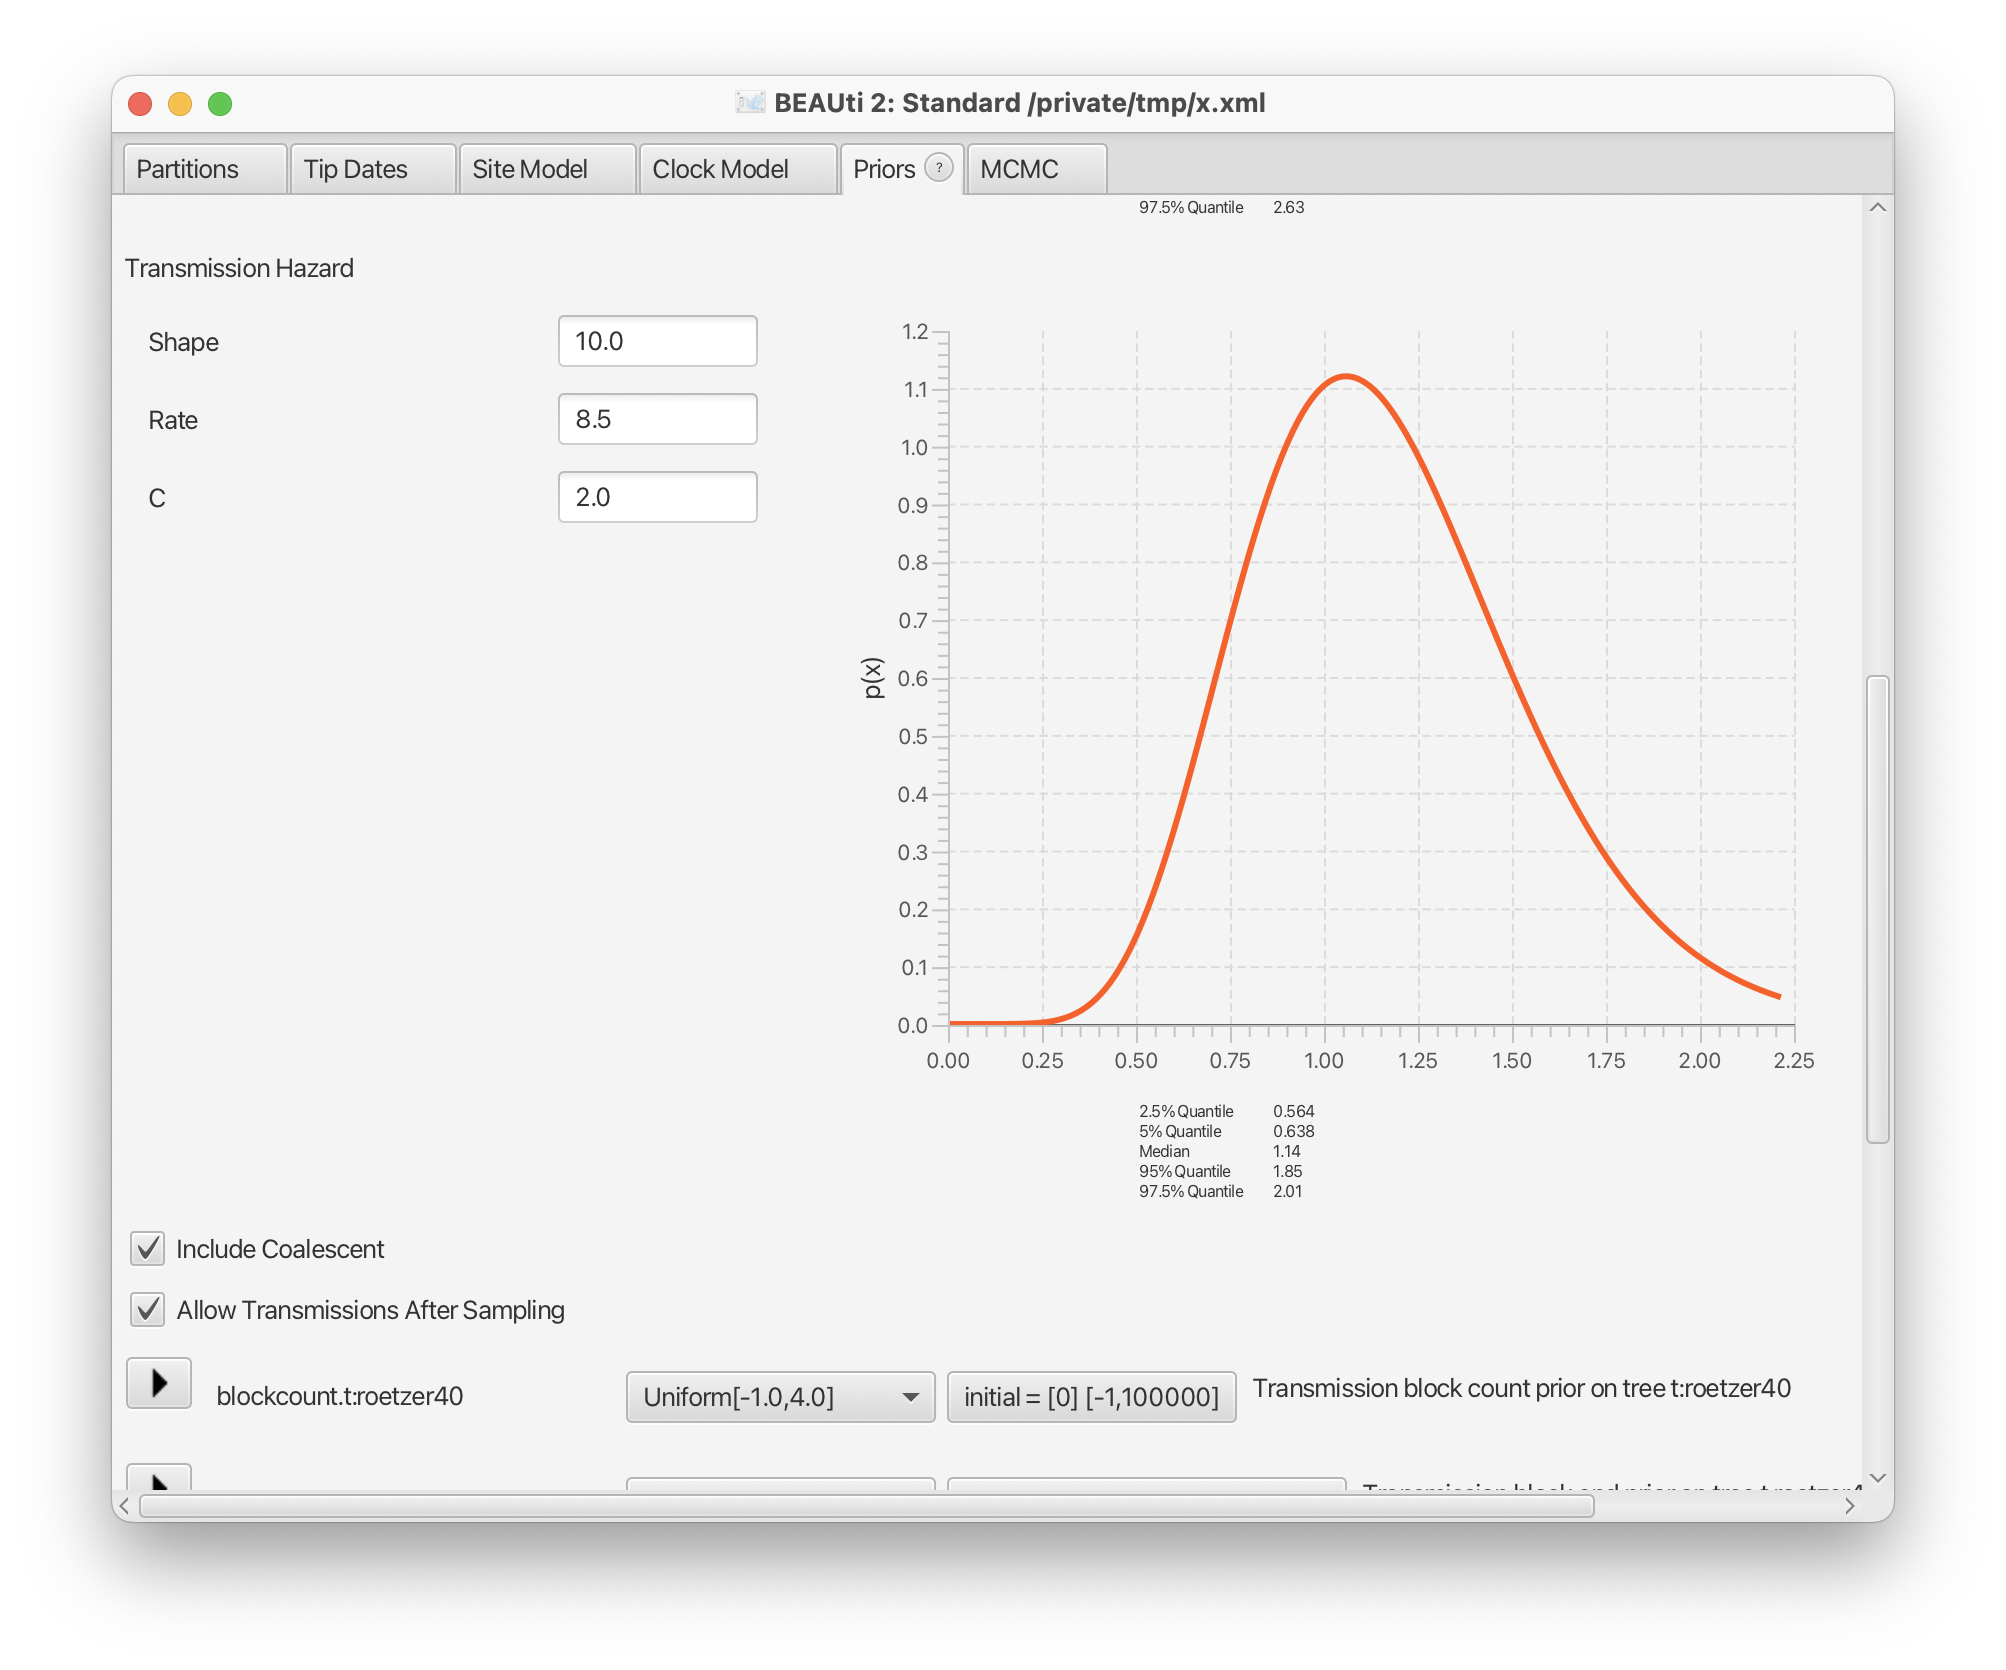 BEAUti 2: Standard /private/tmp/x.xml
Partitions Tip Dates Site Model Clock Model Priors ? MCMC
97.5% Quantile 2.63
Transmission Hazard
Shape 10.0
Rate 8.5
C 2.0
1.2
1.1
1.0
0.9
0.8
0.7
0.6
0.5
0.4
0.3
0.2
0.1
0.0
p(x)
0.00 0.25 0.50 0.75 1.00 1.25 1.50 1.75 2.00 2.25
2.5% Quantile 0.564
5% Quantile 0.638
Median 1.14
95% Quantile 1.85
97.5% Quantile 2.01
Include Coalescent
Allow Transmissions After Sampling
blockcount.t:roetzer40 Uniform[-1.0,4.0] initial = [0] [-1,100000] Transmission block count prior on tree t:roetzer40